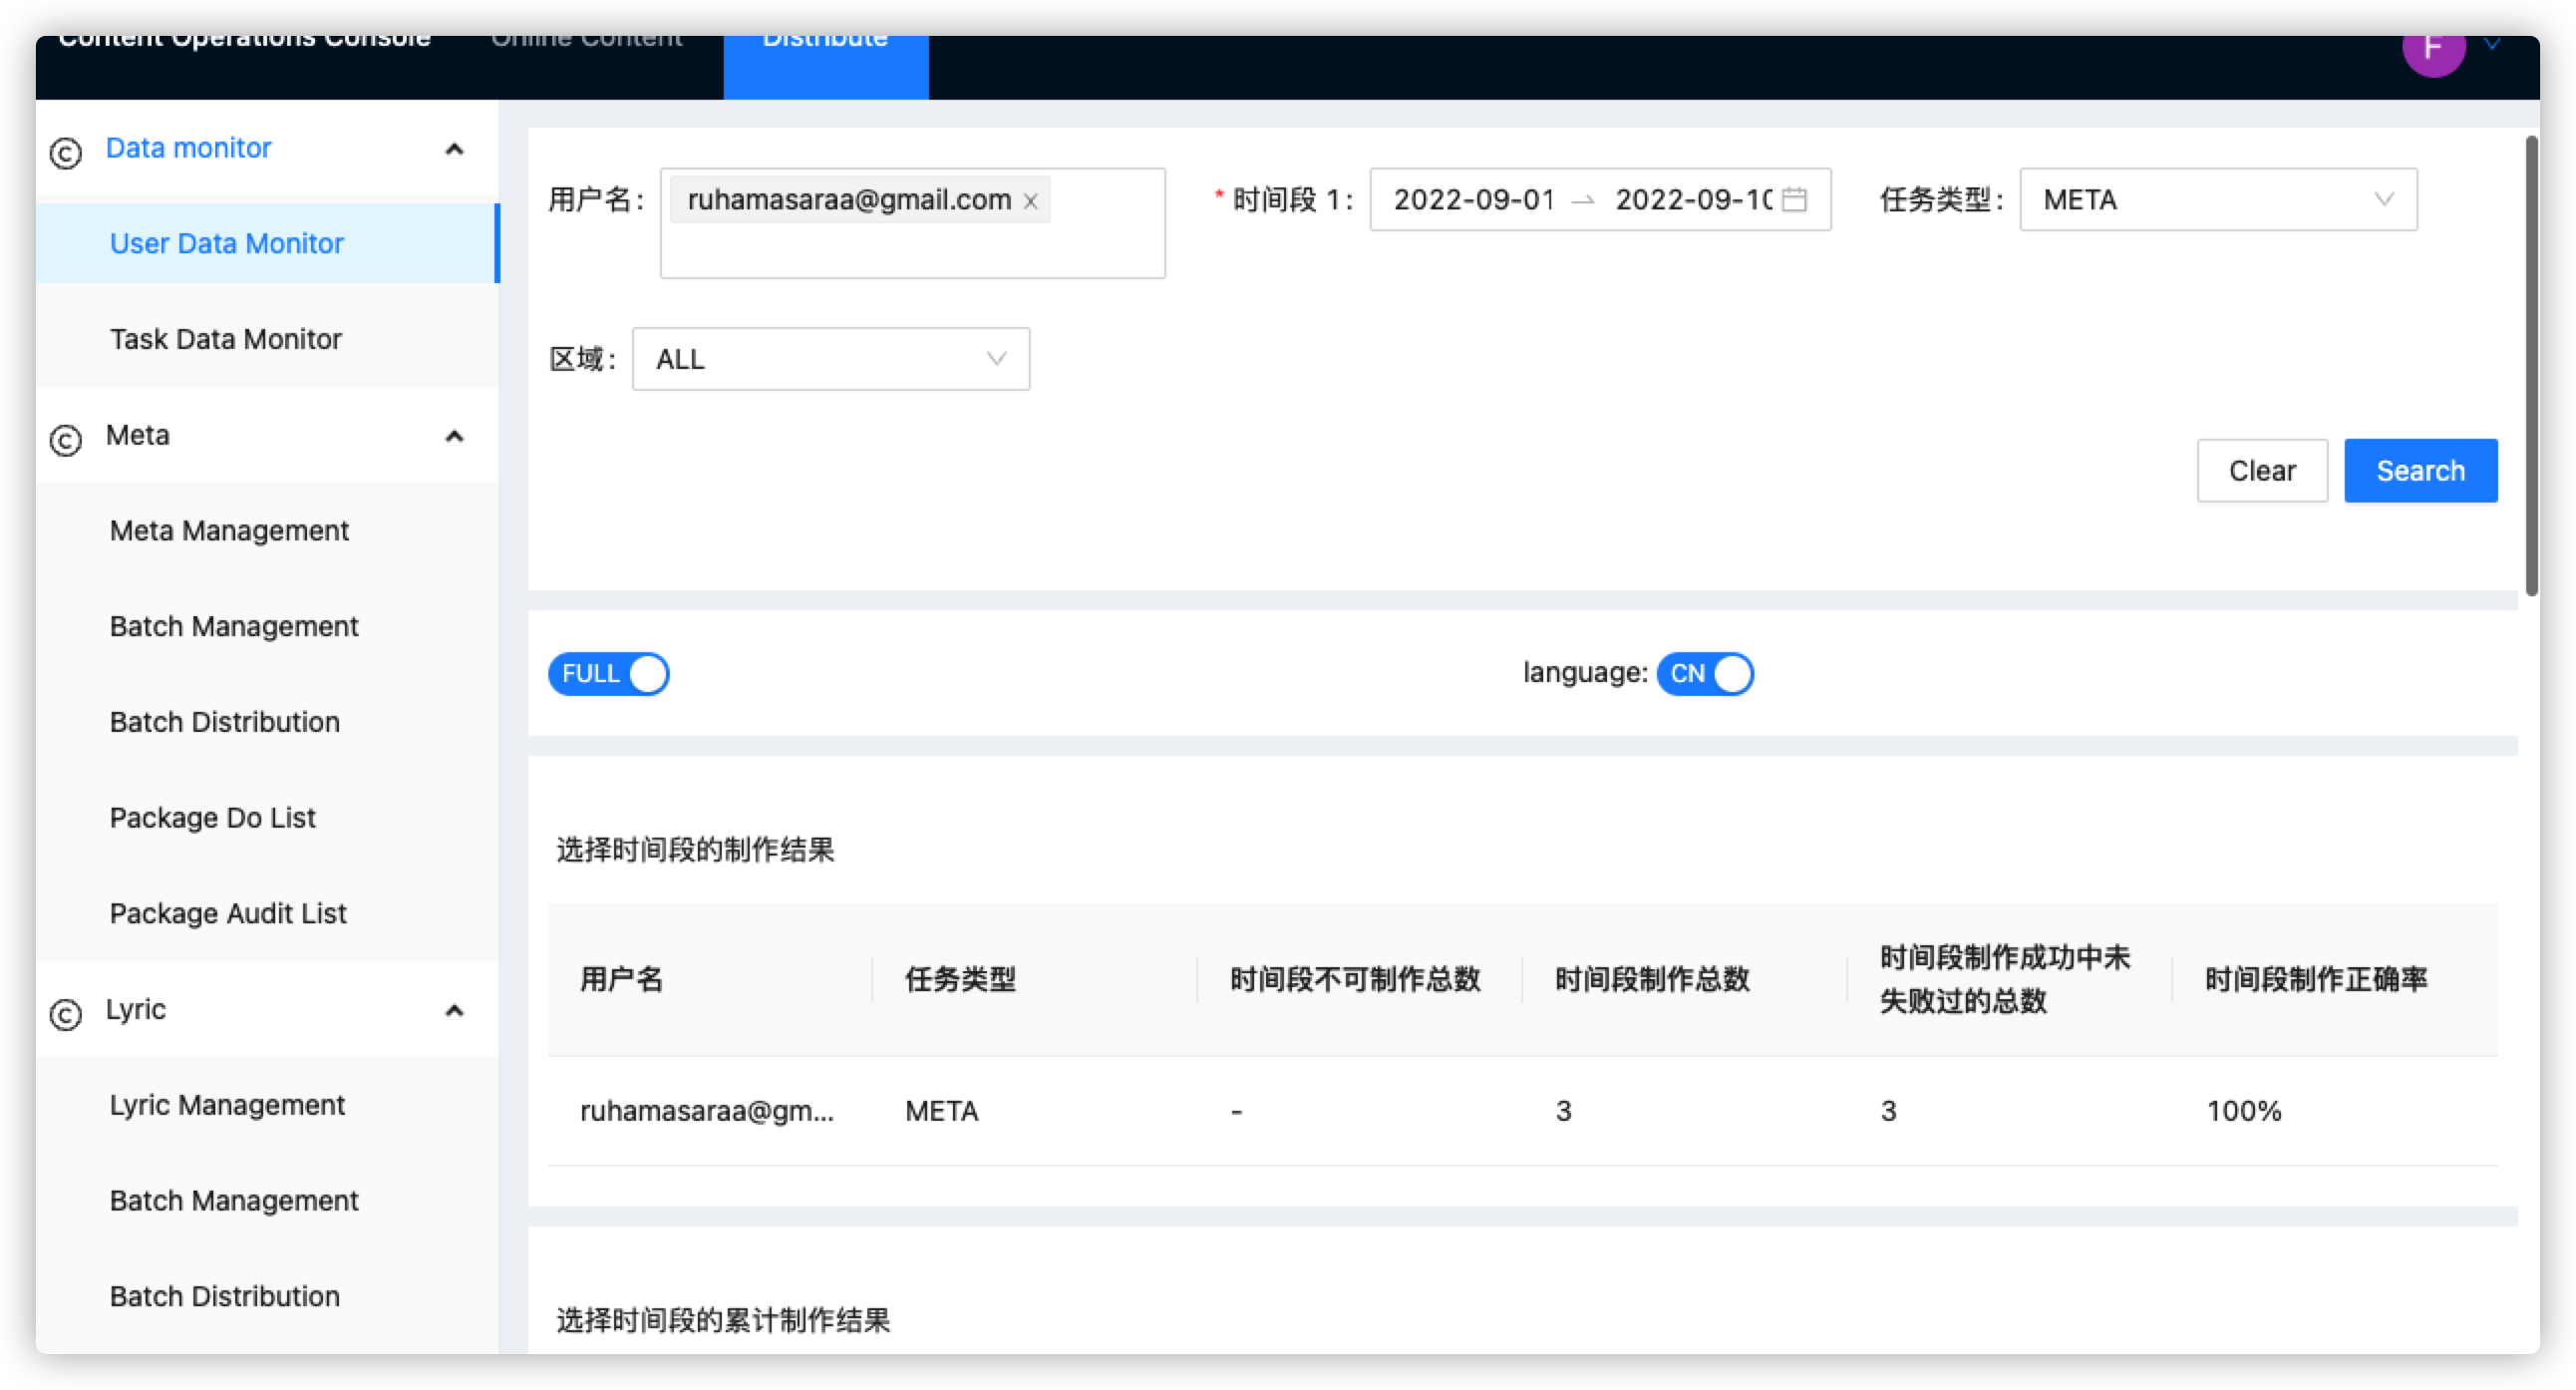 Content Operations Console
Online Content
Distribute
F
Data monitor
User Data Monitor
Task Data Monitor
Meta
Meta Management
Batch Management
Batch Distribution
Package Do List
Package Audit List
Lyric
Lyric Management
Batch Management
Batch Distribution
用户名:
ruhamasaraa@gmail.com ×
* 时间段 1:
2022-09-01 → 2022-09-10
任务类型:
META
区域:
ALL
Clear
Search
FULL
language: CN
选择时间段的制作结果
用户名
任务类型
时间段不可制作总数
时间段制作总数
时间段制作成功中未
失败过的总数
时间段制作正确率
ruhamasaraa@gm...
META
-
3
3
100%
选择时间段的累计制作结果